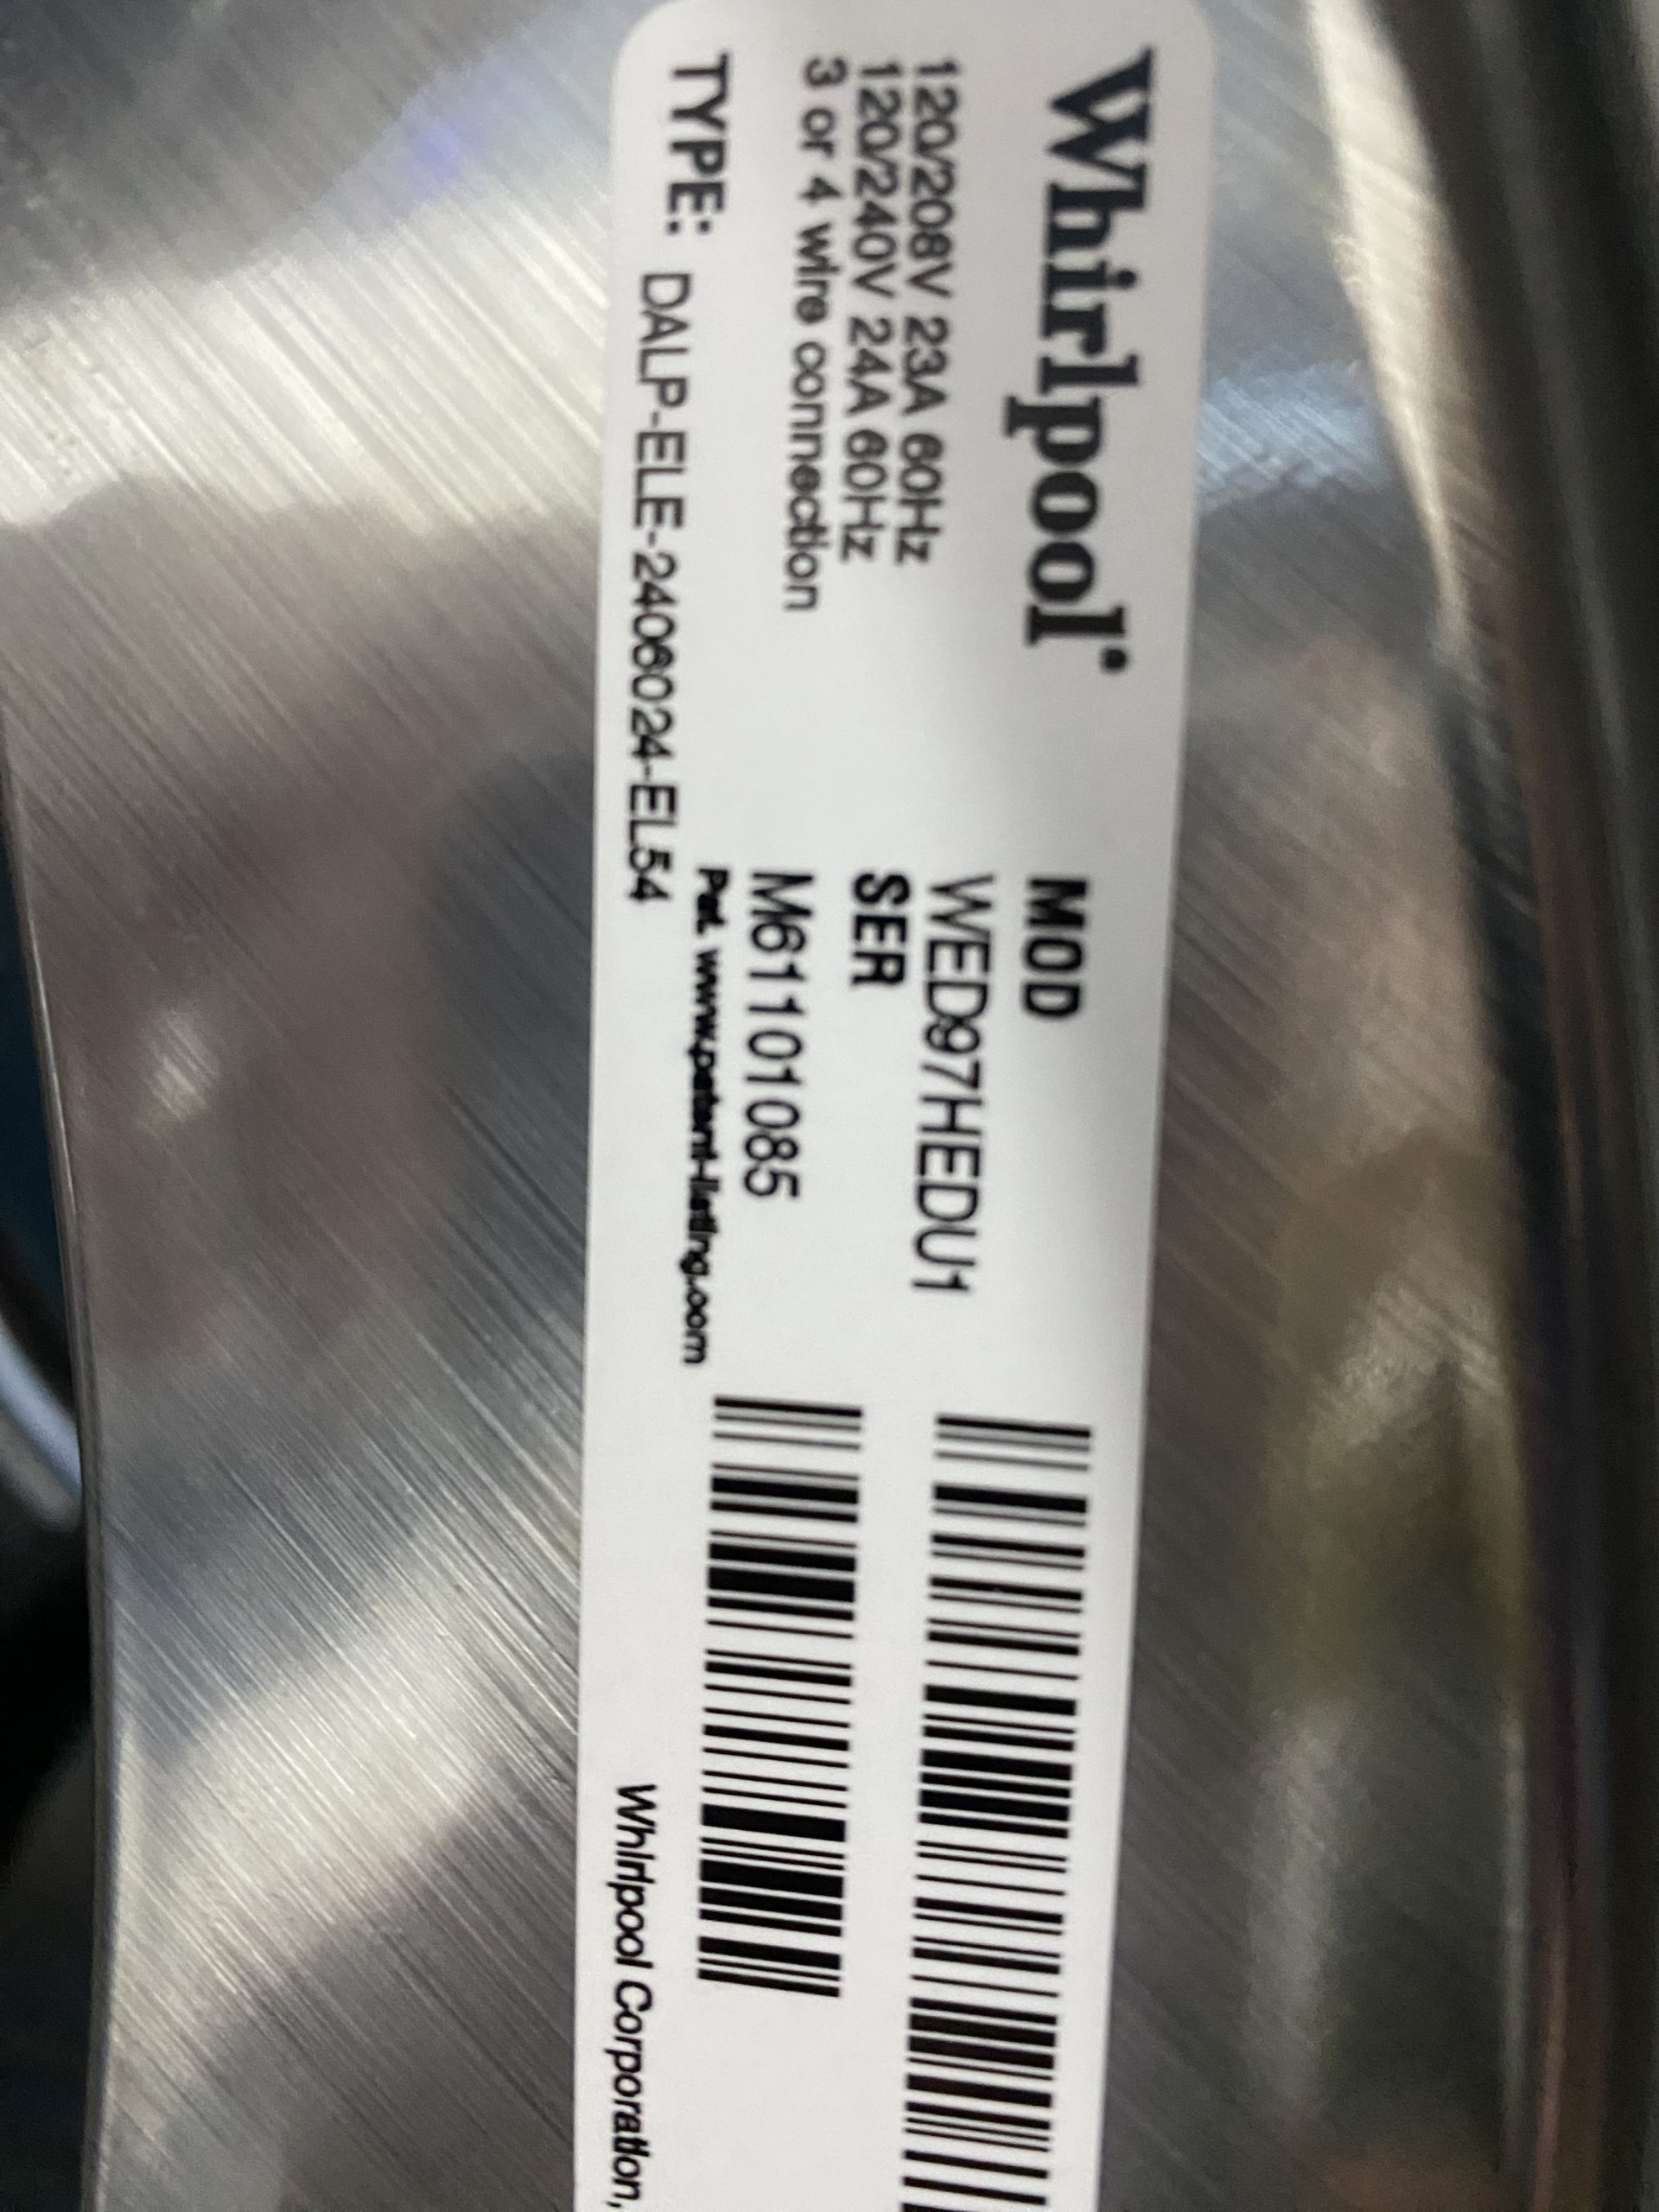 Whirlpool
120/208V 23A 60Hz
120/240V 24A 60Hz
3 or 4 wire connection
TYPE: DALP-ELE-2406024-EL54
MOD
WED97HEDU1
SER
M61101085
Pat. www.patent-listing.com
Whirlpool Corporation,